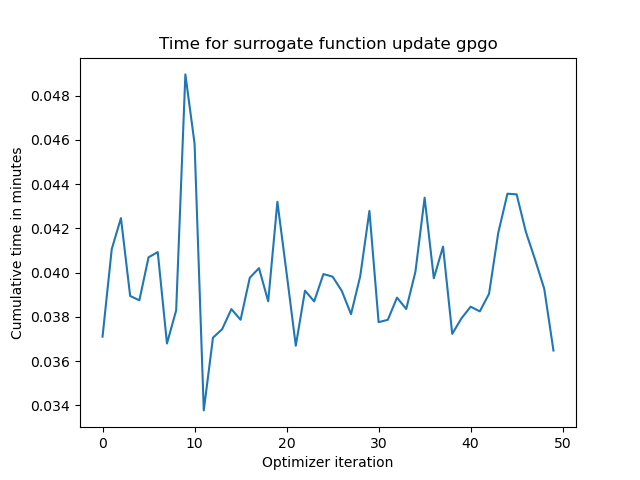 Time for surrogate function update gpgo
0.048
0.046
0.044
0.042
0.040
0.038
0.036
0.034
Cumulative time in minutes
0 10 20 30 40 50
Optimizer iteration